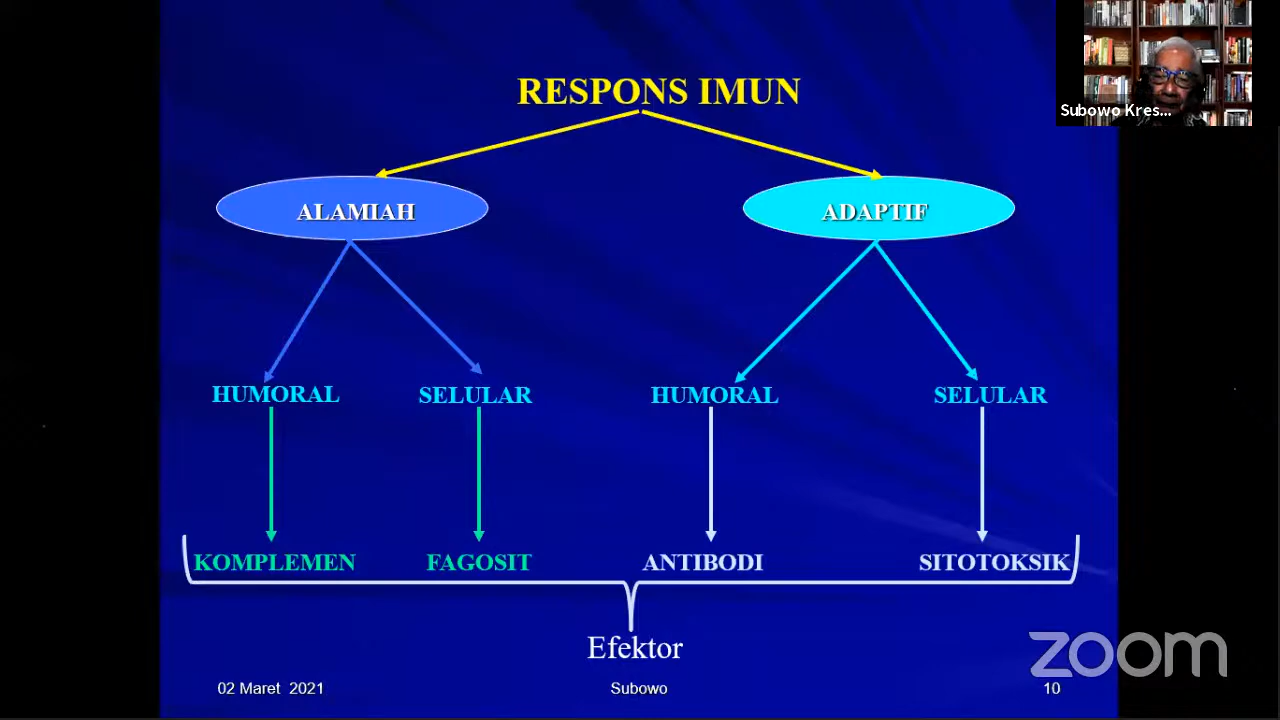 RESPONS IMUN
Subowo Kres...
ALAMIAH
ADAPTIF
HUMORAL
SELULAR
HUMORAL
SELULAR
KOMPLEMEN
FAGOSIT
ANTIBODI
SITOTOKSIK
Efektor
zoom
02 Maret 2021
Subowo
10